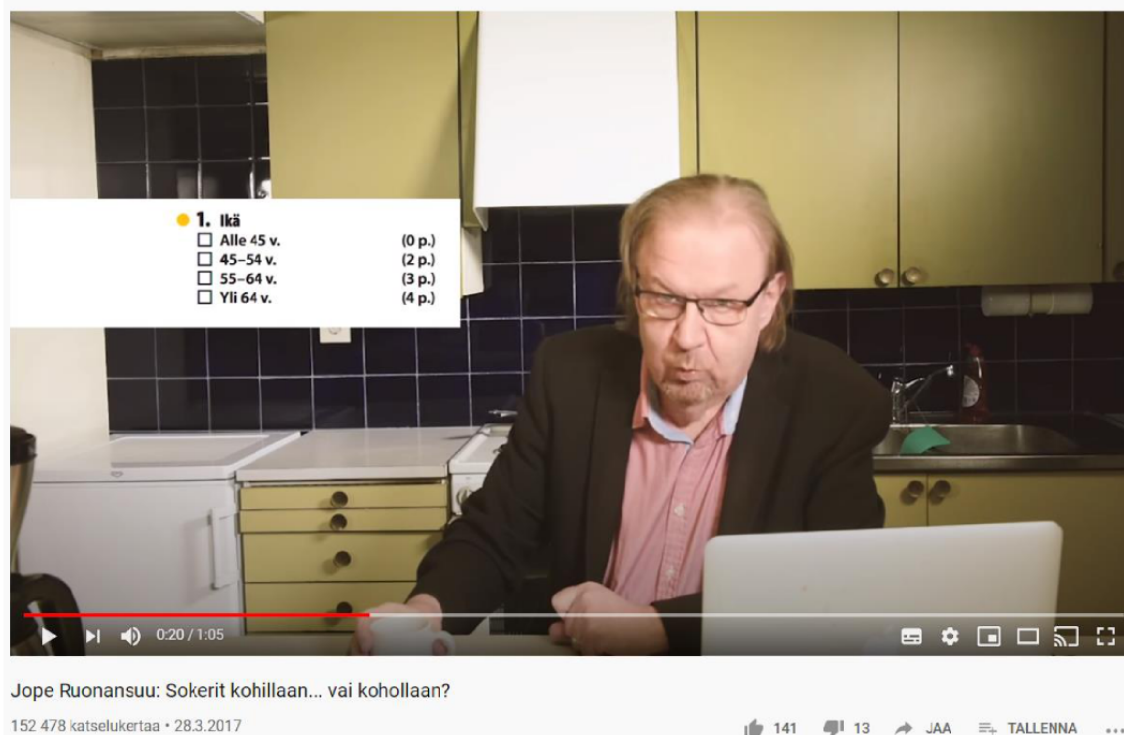 1. Ikä
Alle 45 v. (0 p.)
45–54 v. (2 p.)
55–64 v. (3 p.)
Yli 64 v. (4 p.)
0:20 / 1:05
Jope Ruonansuu: Sokerit kohillaan... vai kohollaan?
152 478 katselukertaa • 28.3.2017
141 13 JAA TALLENNA